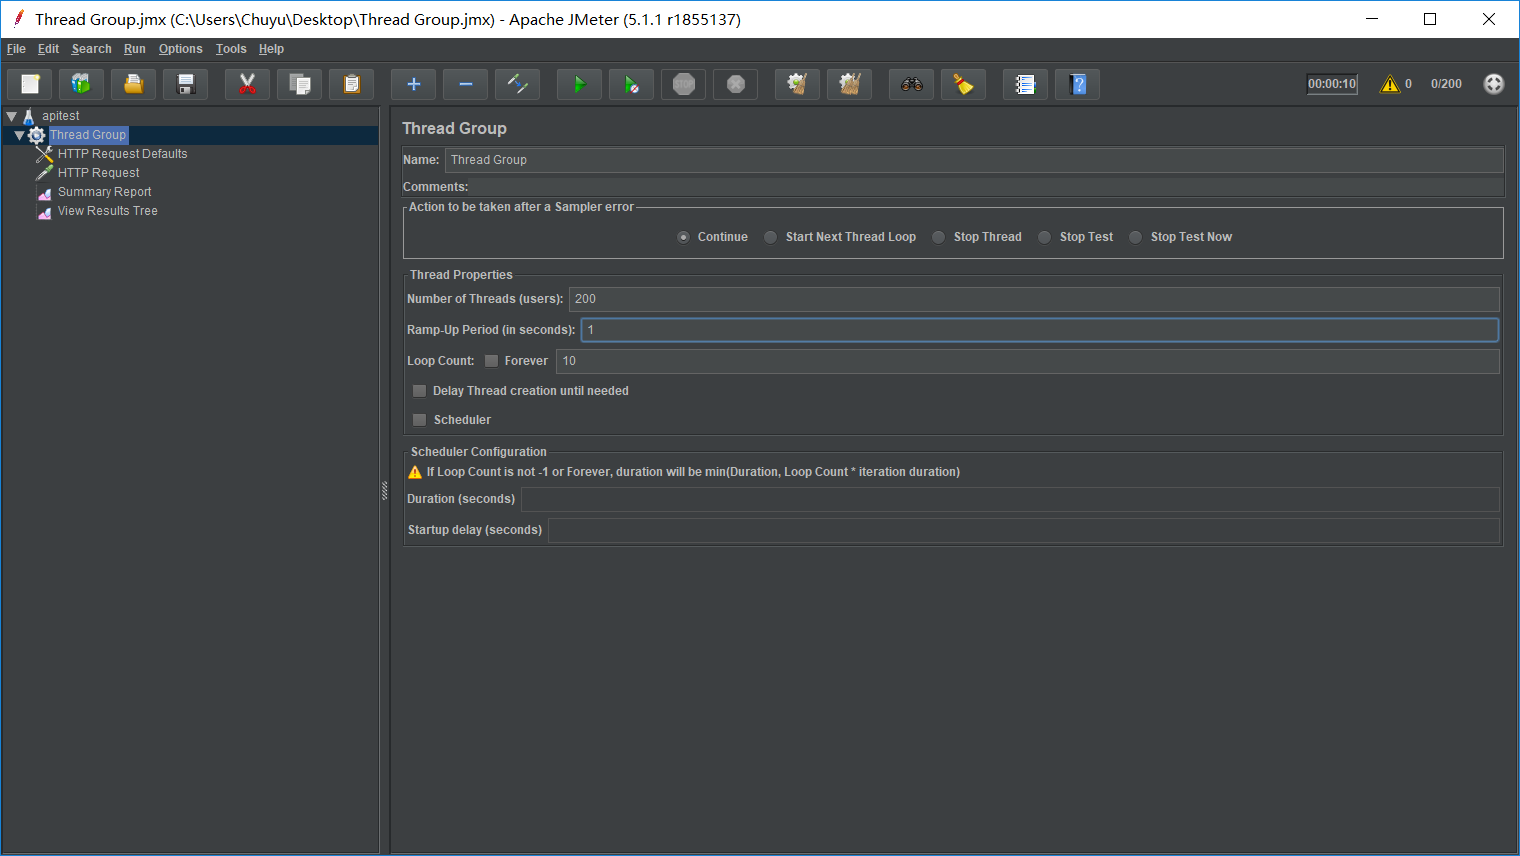 Thread Group.jmx (C:\Users\Chuyu\Desktop\Thread Group.jmx) - Apache JMeter (5.1.1 r1855137)
File Edit Search Run Options Tools Help
STOP 00:00:10 0 0/200
apitest
Thread Group
HTTP Request Defaults
HTTP Request
Summary Report
View Results Tree
Thread Group
Name: Thread Group
Comments:
Action to be taken after a Sampler error
Continue Start Next Thread Loop Stop Thread Stop Test Stop Test Now
Thread Properties
Number of Threads (users): 200
Ramp-Up Period (in seconds): 1
Loop Count: Forever 10
Delay Thread creation until needed
Scheduler
Scheduler Configuration
If Loop Count is not -1 or Forever, duration will be min(Duration, Loop Count * iteration duration)
Duration (seconds)
Startup delay (seconds)